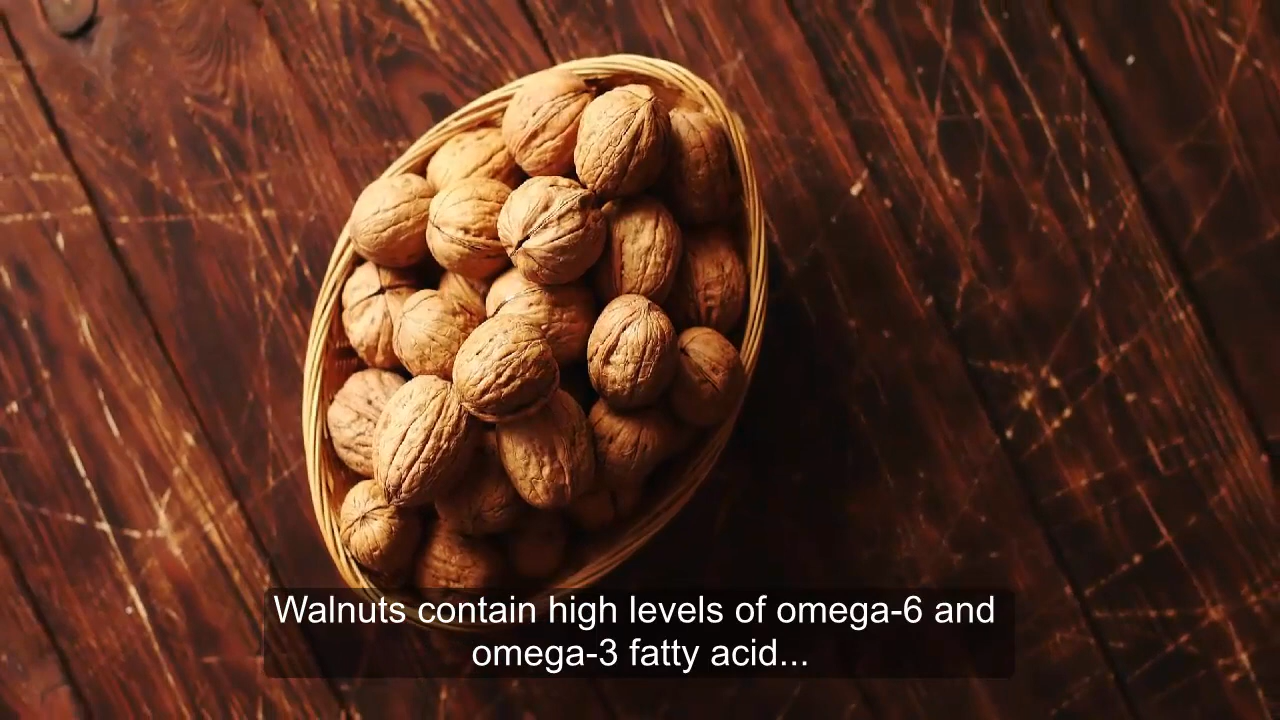 Walnuts contain high levels of omega-6 and
omega-3 fatty acid...